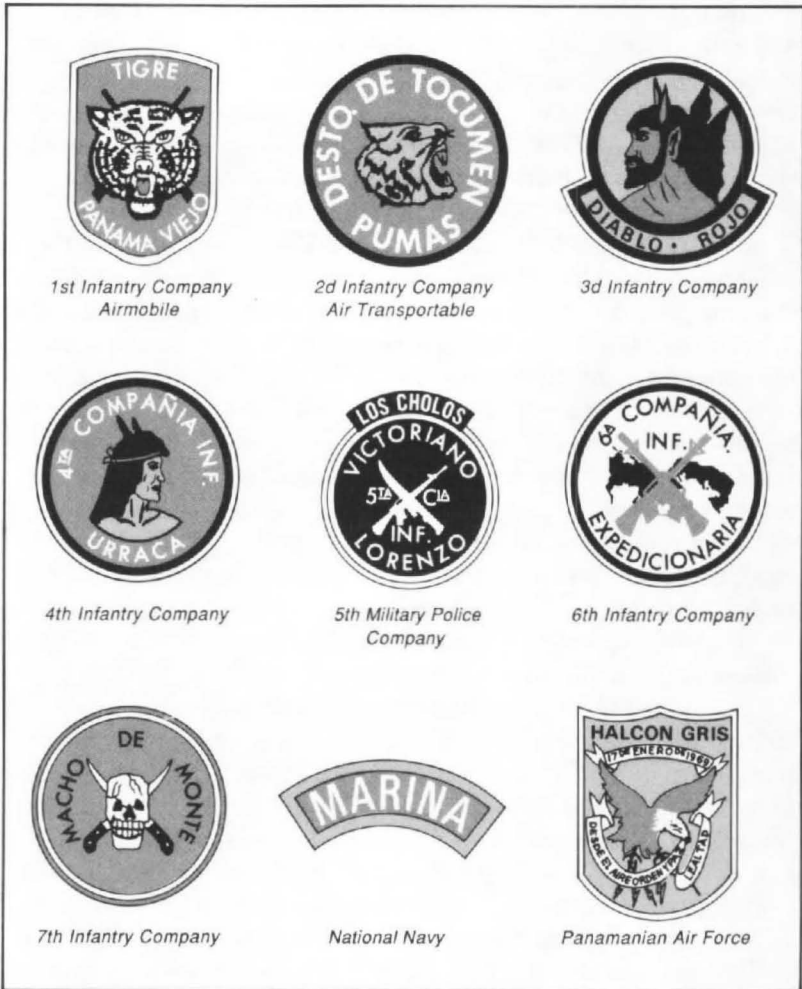 TIGRE
PANAMA VIEJO
1st Infantry Company
Airmobile
DESTO. DE TOCUMEN
PUMAS
2d Infantry Company
Air Transportable
DIABLO · ROJO
3d Infantry Company
4TA COMPAÑIA INF.
URRACA
4th Infantry Company
LOS CHOLOS
VICTORIANO
5TA CIA
INF.
LORENZO
5th Military Police
Company
6a COMPAÑIA.
INF.
EXPEDICIONARIA
6th Infantry Company
MACHO DE MONTE
7th Infantry Company
MARINA
National Navy
HALCON GRIS
17 DE ENERO DE 1969
DESDE EL AIRE ORDEN Y PAZ
LEALTAD
Panamanian Air Force